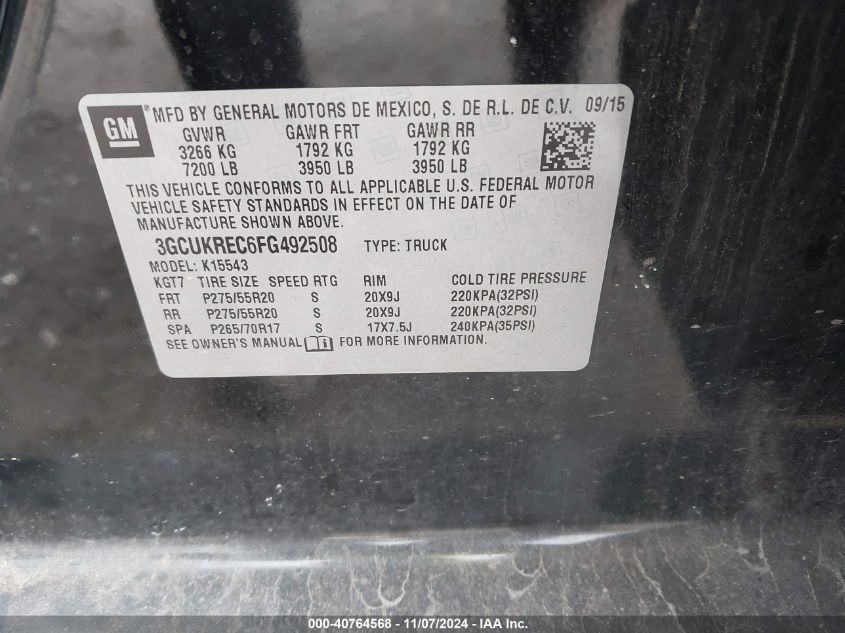 GM ® MFD BY GENERAL MOTORS DE MEXICO, S. DE R.L. DE C.V. 09/15
GVWR GAWR FRT GAWR RR
3266 KG 1792 KG 1792 KG
7200 LB 3950 LB 3950 LB
THIS VEHICLE CONFORMS TO ALL APPLICABLE U.S. FEDERAL MOTOR
VEHICLE SAFETY STANDARDS IN EFFECT ON THE DATE OF
MANUFACTURE SHOWN ABOVE.
3GCUKREC6FG492508 TYPE: TRUCK
MODEL: K15543
KGT7 TIRE SIZE SPEED RTG RIM COLD TIRE PRESSURE
FRT P275/55R20 S 20X9J 220KPA(32PSI)
RR P275/55R20 S 20X9J 220KPA(32PSI)
SPA P265/70R17 S 17X7.5J 240KPA(35PSI)
SEE OWNER'S MANUAL FOR MORE INFORMATION.
000-40764568 - 11/07/2024 - IAA Inc.